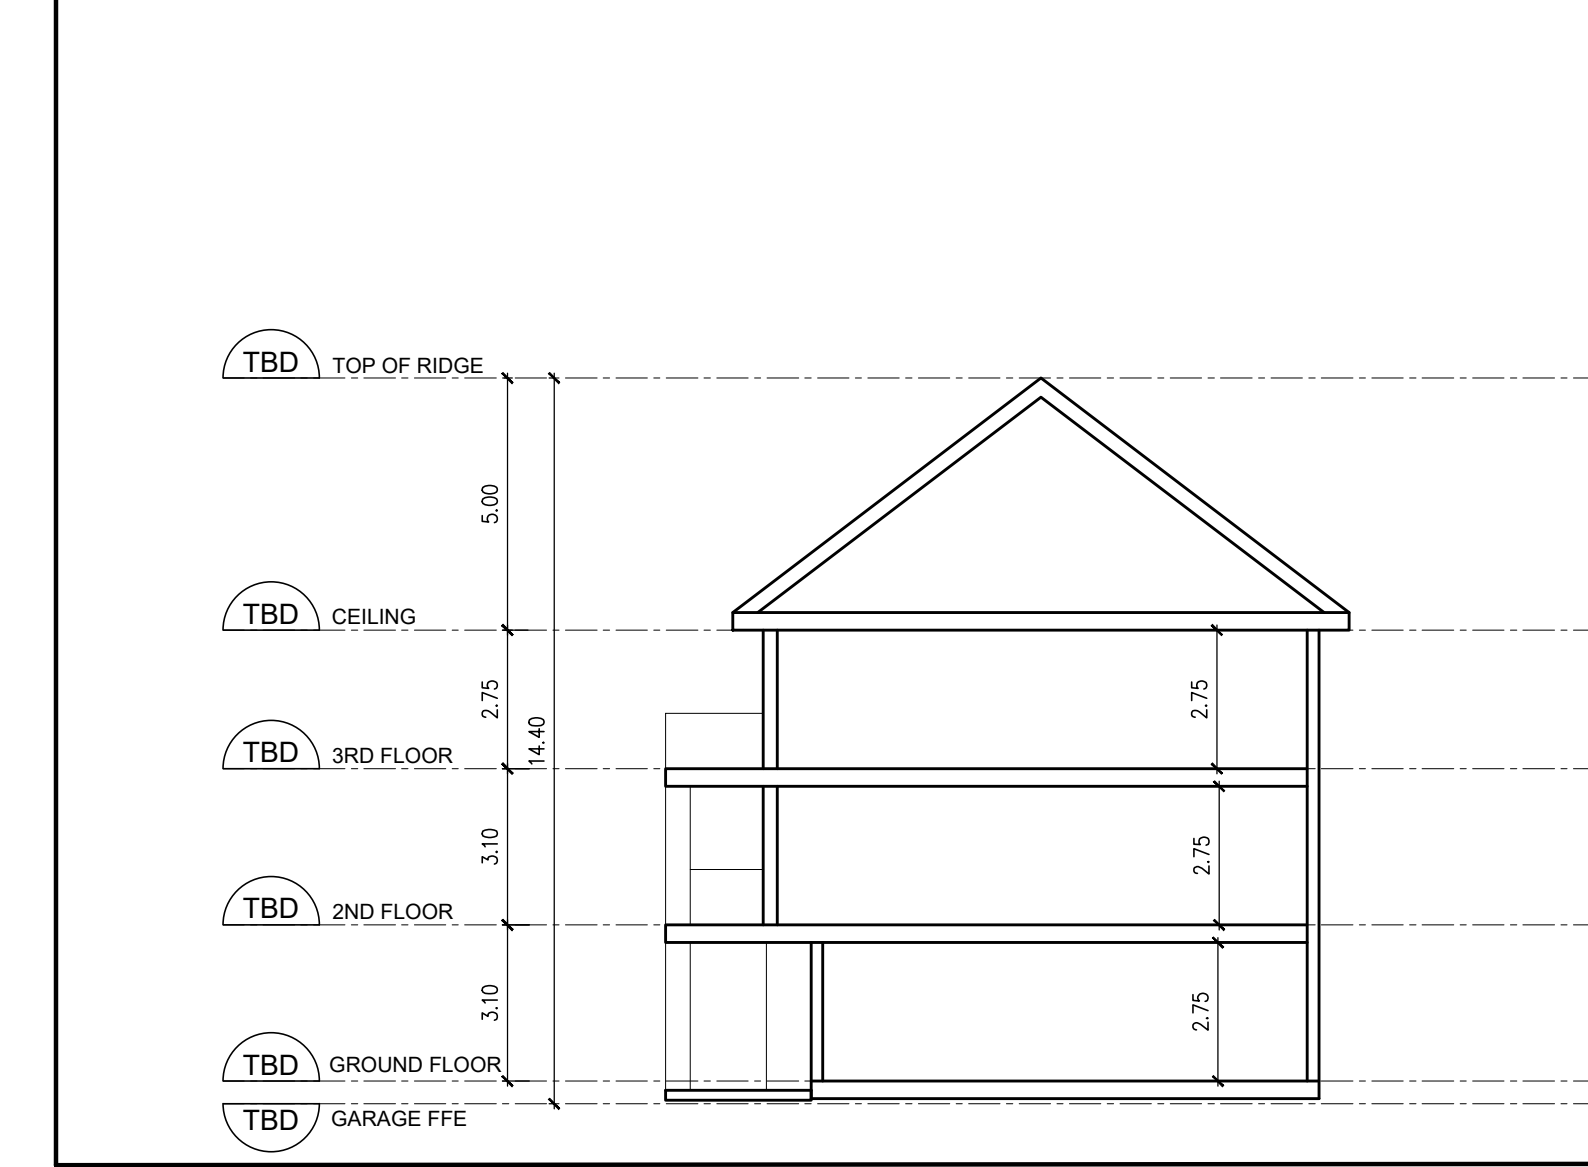 TBD TOP OF RIDGE
5.00
TBD CEILING
2.75
2.75
14.40
TBD 3RD FLOOR
3.10
2.75
TBD 2ND FLOOR
3.10
2.75
TBD GROUND FLOOR
TBD GARAGE FFE